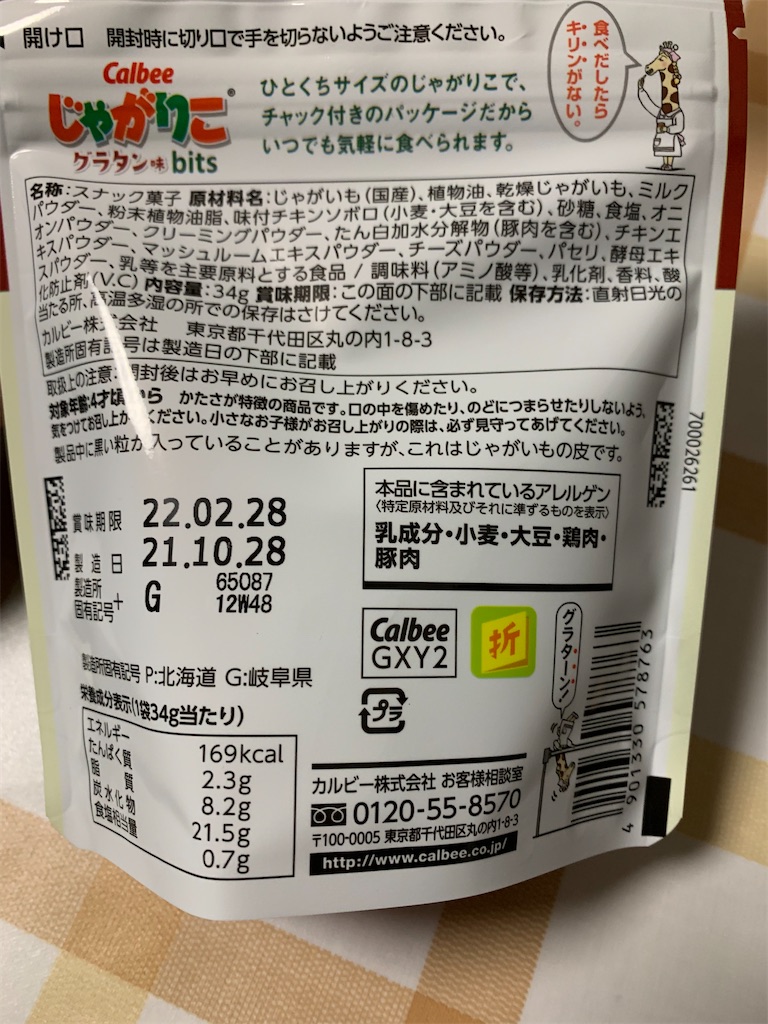 開け口 開封時に切り口で手を切らないようご注意ください。
食べだしたら
キリンがない。
Calbee
じゃがりこ®
グラタン味 bits
ひとくちサイズのじゃがりこで、
チャック付きのパッケージだから
いつでも気軽に食べられます。
名称:スナック菓子 原材料名:じゃがいも(国産)、植物油、乾燥じゃがいも、ミルク
パウダー、粉末植物油脂、味付チキンソボロ(小麦・大豆を含む)、砂糖、食塩、オニ
オンパウダー、クリーミングパウダー、たん白加水分解物(豚肉を含む)、チキンエ
キスパウダー、マッシュルームエキスパウダー、チーズパウダー、パセリ、酵母エキ
スパウダー、乳等を主要原料とする食品 / 調味料(アミノ酸等)、乳化剤、香料、酸
化防止剤(V.C) 内容量:34g 賞味期限:この面の下部に記載 保存方法:直射日光の
当たる所、高温多湿の所での保存はさけてください。
カルビー株式会社 東京都千代田区丸の内1-8-3
製造所固有記号は製造日の下部に記載
取扱上の注意:開封後はお早めにお召し上がりください。
対象年齢:4才頃から かたさが特徴の商品です。口の中を傷めたり、のどにつまらせたりしないよう、
気をつけてお召し上がりください。小さなお子様がお召し上がりの際は、必ず見守ってあげてください。
製品中に黒い粒が入っていることがありますが、これはじゃがいもの皮です。
700026261
賞味期限 22.02.28
製造日 21.10.28
製造所固有記号+ G 65087
12W48
本品に含まれているアレルゲン
〈特定原材料及びそれに準ずるものを表示〉
乳成分・小麦・大豆・鶏肉・
豚肉
Calbee
GXY2
折
プラ
グラターン!
製造所固有記号 P:北海道 G:岐阜県
栄養成分表示(1袋34g当たり)
エネルギー 169kcal
たんぱく質 2.3g
脂質 8.2g
炭水化物 21.5g
食塩相当量 0.7g
カルビー株式会社 お客様相談室
0120-55-8570
〒100-0005 東京都千代田区丸の内1-8-3
http://www.calbee.co.jp/
4 901330 578763